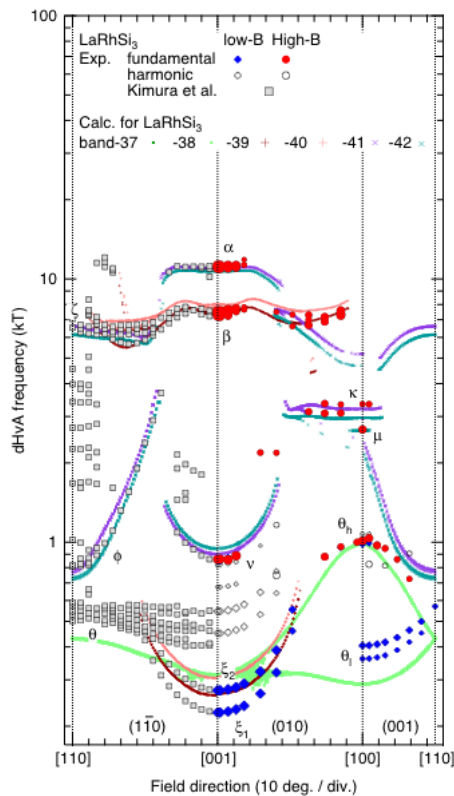 100
LaRhSi₃ low-B High-B
Exp. fundamental
harmonic
Kimura et al.
Calc. for LaRhSi₃
band-37 -38 -39 -40 -41 -42
α
10
ζ
β
κ
μ
dHvA frequency (kT)
θh
1
ν
ϕ
θ
ξ₂
θl
(11̅0) ξ₁ (010) (001)
[110] [0001] [100] [110]
Field direction (10 deg. / div.)